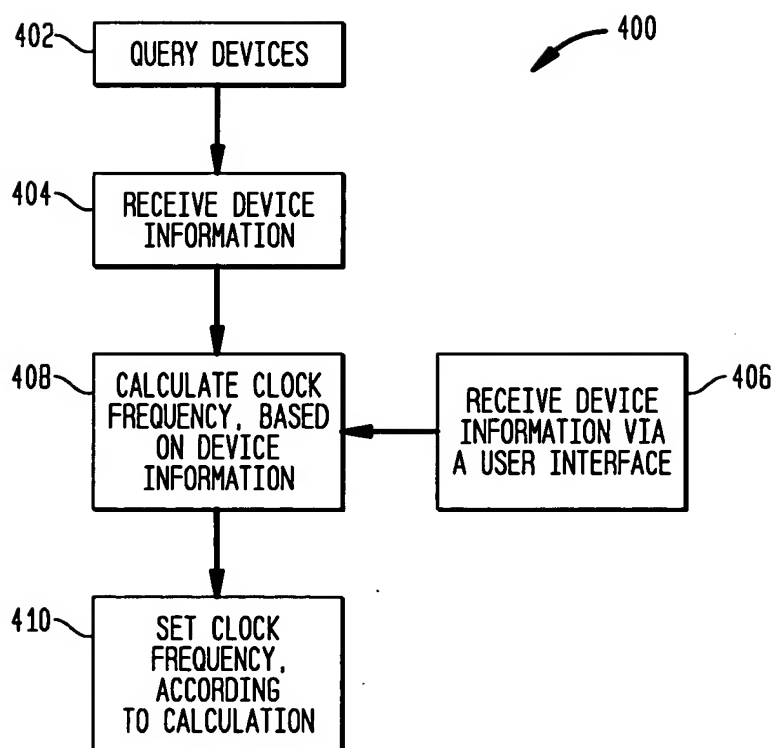 402
QUERY DEVICES
400
404
RECEIVE DEVICE
INFORMATION
408
CALCULATE CLOCK
FREQUENCY, BASED
ON DEVICE
INFORMATION
406
RECEIVE DEVICE
INFORMATION VIA
A USER INTERFACE
410
SET CLOCK
FREQUENCY,
ACCORDING
TO CALCULATION